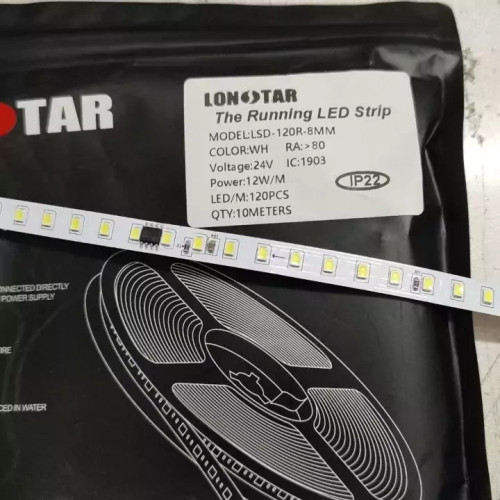 TAR
LONSTAR
The Running LED Strip
MODEL:LSD-120R-8MM
COLOR:WH RA:>80
Voltage:24V IC:1903
Power:12W/M
IP22
LED/M:120PCS
QTY:10METERS
NNECTED DIRECTLY
POWER SUPPLY
IRE
CED IN WATER